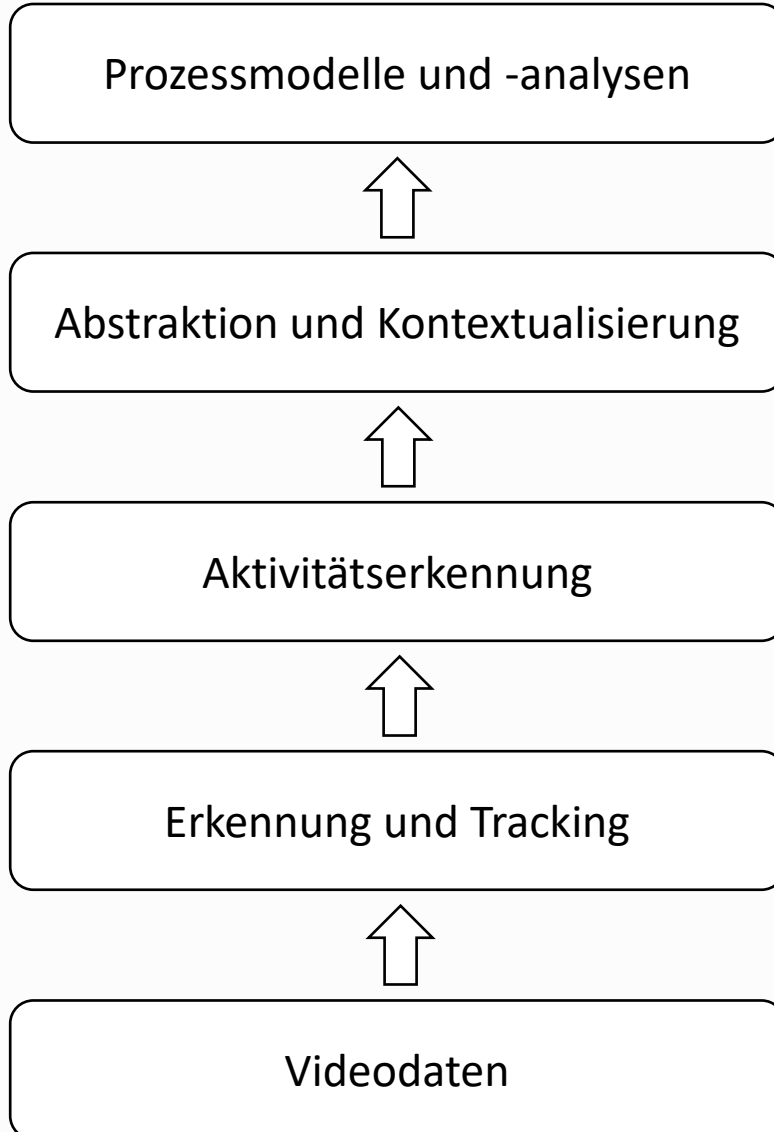 Prozessmodelle und -analysen
Abstraktion und Kontextualisierung
Aktivitätserkennung
Erkennung und Tracking
Videodaten